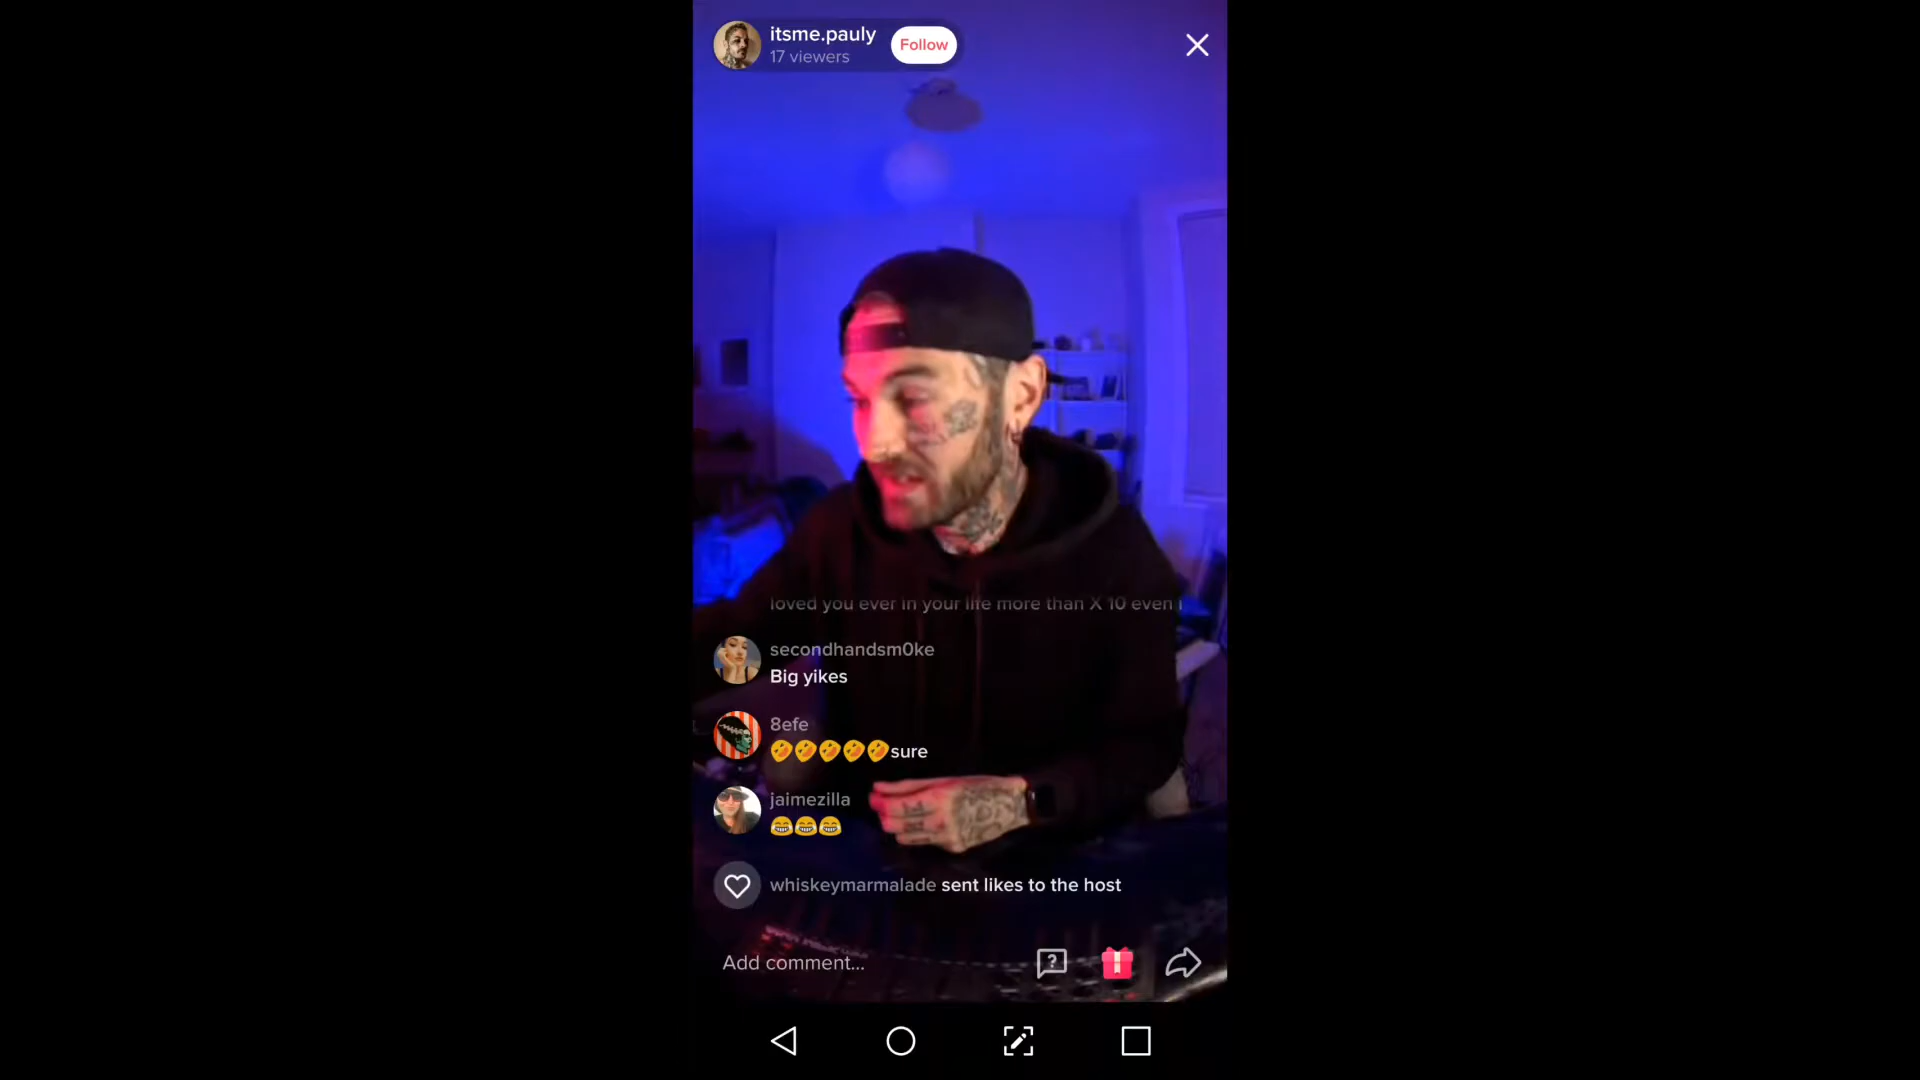 itsme.pauly
17 viewers
Follow
loved you ever in your life more than X 10 even i
secondhandsm0ke
Big yikes
8efe
🤣🤣🤣🤣🤣sure
jaimezilla
😂😂😂
whiskeymarmalade sent likes to the host
Add comment...